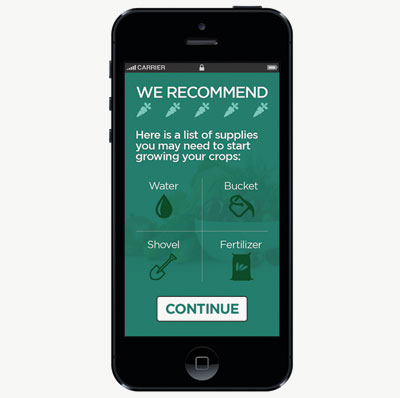 CARRIER
WE RECOMMEND
Here is a list of supplies
you may need to start
growing your crops:
Water Bucket
Shovel Fertilizer
CONTINUE